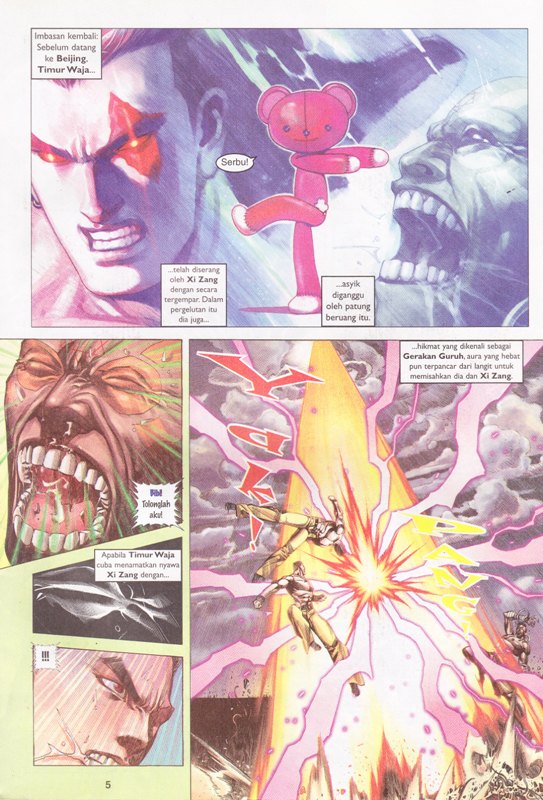 Imbasan kembali:
Sebelum datang
ke Beijing,
Timur Waja...
Serbu!
...telah diserang
oleh Xi Zang
dengan secara
tergempar. Dalam
pergelutan itu
dia juga...
...asyik
diganggu
oleh patung
beruang itu.
Tolonglah
aku!
Apabila Timur Waja
cuba menamatkan nyawa
Xi Zang dengan...
!!!
...hikmat yang dikenali sebagai
Gerakan Guruh, aura yang hebat
pun terpancar dari langit untuk
memisahkan dia dan Xi Zang.
YAAA!
PANG
5